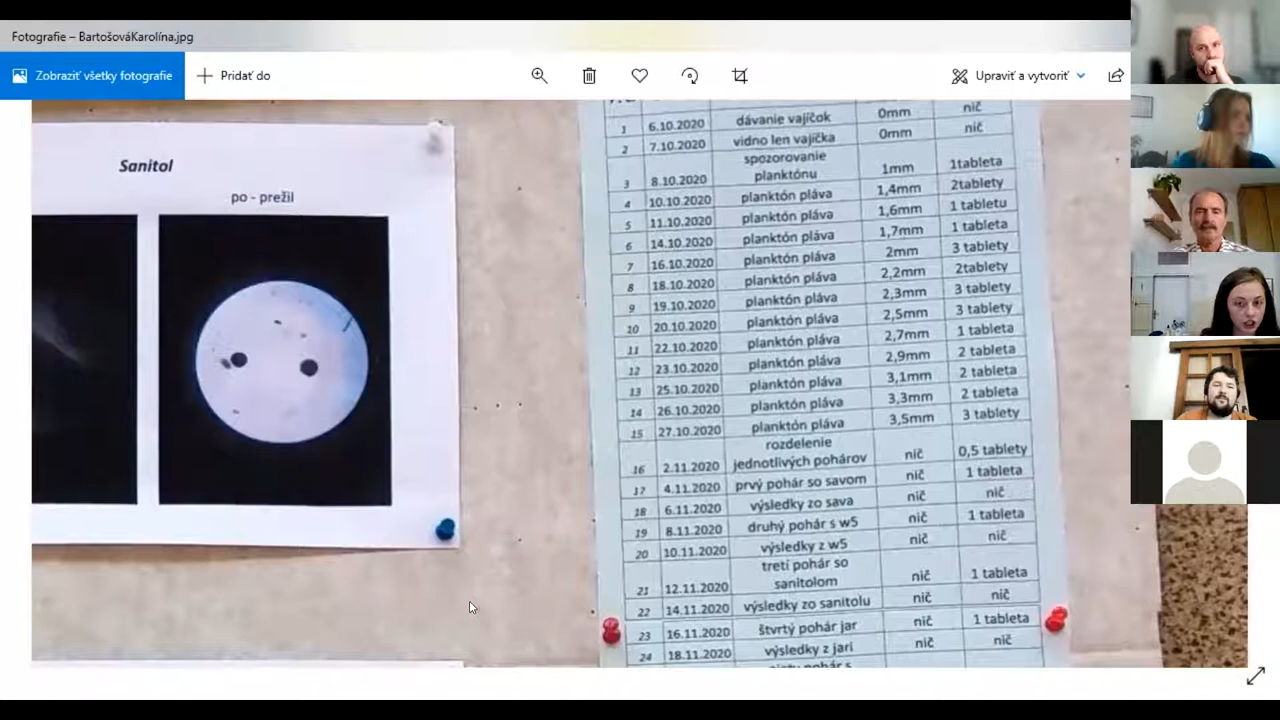 Fotografie – BartošováKarolína.jpg
Zobraziť všetky fotografie
Pridať do
Upraviť a vytvoriť
Sanitol
po - prežil
nič
1 6.10.2020 dávanie vajíčok 0mm nič
2 7.10.2020 vidno len vajíčka 0mm
spozorovanie
3 8.10.2020 planktónu 1mm 1tableta
4 10.10.2020 planktón pláva 1,4mm 2tablety
5 11.10.2020 planktón pláva 1,6mm 1 tabletu
6 14.10.2020 planktón pláva 1,7mm 1 tableta
7 16.10.2020 planktón pláva 2mm 3 tablety
8 18.10.2020 planktón pláva 2,2mm 2tablety
9 19.10.2020 planktón pláva 2,3mm 3 tablety
10 20.10.2020 planktón pláva 2,5mm 3 tablety
11 22.10.2020 planktón pláva 2,7mm 1 tableta
12 23.10.2020 planktón pláva 2,9mm 2 tableta
13 25.10.2020 planktón pláva 3,1mm 2 tableta
14 26.10.2020 planktón pláva 3,3mm 2 tableta
15 27.10.2020 planktón pláva 3,5mm 3 tablety
rozdelenie
16 2.11.2020 jednotlivých pohárov nič 0,5 tablety
17 4.11.2020 prvý pohár so savom nič 1 tableta
18 6.11.2020 výsledky zo sava nič nič
19 8.11.2020 druhý pohár s w5 nič 1 tableta
20 10.11.2020 výsledky z w5 nič nič
tretí pohár so
21 12.11.2020 sanitolom nič 1 tableta
22 14.11.2020 výsledky zo sanitolu nič nič
23 16.11.2020 štvrtý pohár jar nič 1 tableta
24 18.11.2020 výsledky z jari nič nič
pohár s